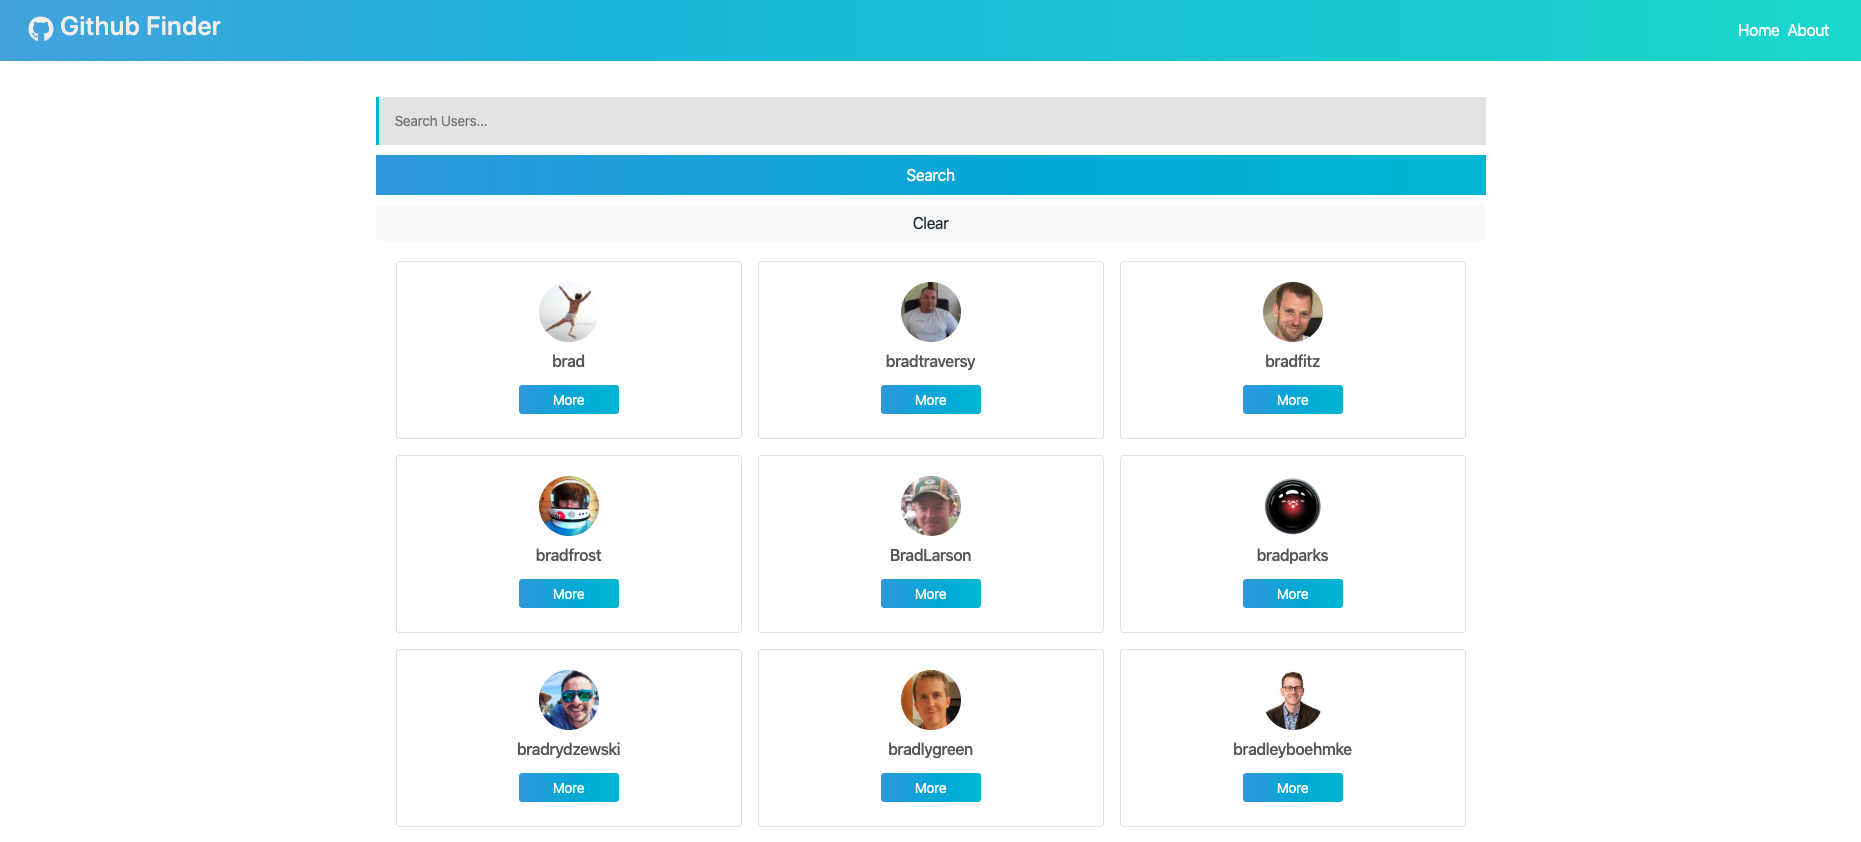 Github Finder
Home About
Search Users...
Search
Clear
brad
More
bradtraversy
More
bradfitz
More
bradfrost
More
BradLarson
More
bradparks
More
bradrydzewski
More
bradlygreen
More
bradleyboehmke
More